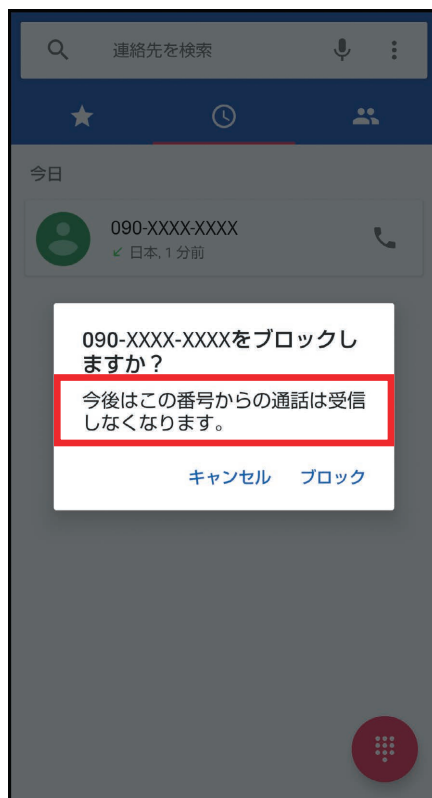 連絡先を検索
今日
090-XXXX-XXXX
日本, 1 分前
090-XXXX-XXXXをブロックし
ますか？
今後はこの番号からの通話は受信
しなくなります。
キャンセル ブロック